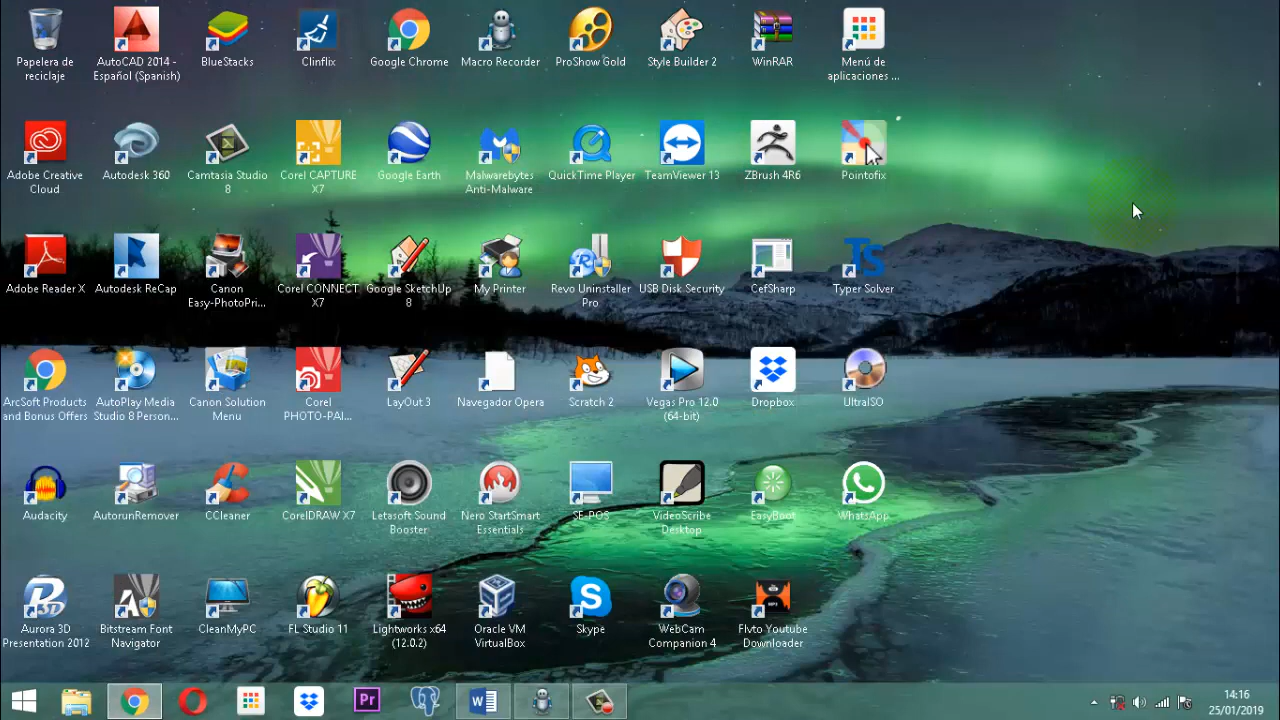 Papelera de
reciclaje
AutoCAD 2014 -
Español (Spanish)
BlueStacks
Clinflix
Google Chrome
Macro Recorder
ProShow Gold
Style Builder 2
WinRAR
Menú de
aplicaciones ...
Adobe Creative
Cloud
Autodesk 360
Camtasia Studio
8
Corel CAPTURE
X7
Google Earth
Malwarebytes
Anti-Malware
QuickTime Player
TeamViewer 13
ZBrush 4R6
Pointofix
Adobe Reader X
Autodesk ReCap
Canon
Easy-PhotoPri...
Corel CONNECT
X7
Google SketchUp
8
My Printer
Revo Uninstaller
Pro
USB Disk Security
CefSharp
Ts
Typer Solver
ArcSoft Products
and Bonus Offers
AutoPlay Media
Studio 8 Person...
Canon Solution
Menu
Corel
PHOTO-PAI...
LayOut 3
Navegador Opera
Scratch 2
Vegas Pro 12.0
(64-bit)
Dropbox
UltraISO
Audacity
AutorunRemover
CCleaner
CorelDRAW X7
Letasoft Sound
Booster
Nero StartSmart
Essentials
SE-POS
VideoScribe
Desktop
EasyBoot
WhatsApp
Aurora 3D
Presentation 2012
Bitstream Font
Navigator
CleanMyPC
FL Studio 11
Lightworks x64
(12.0.2)
Oracle VM
VirtualBox
Skype
WebCam
Companion 4
Flvto Youtube
Downloader
Pr
14:16
25/01/2019